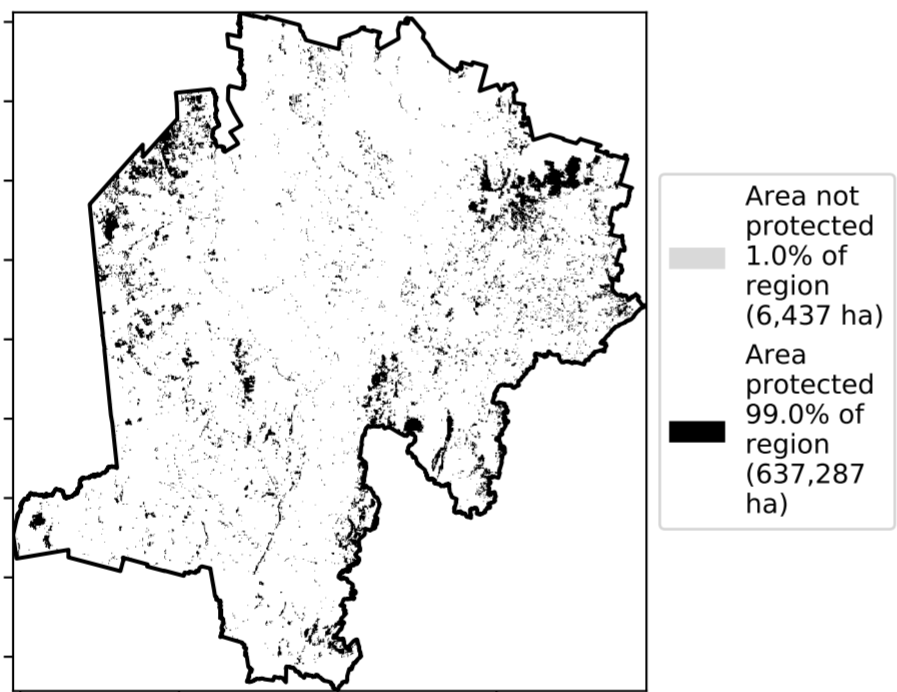 Area not
protected
1.0% of
region
(6,437 ha)
Area
protected
99.0% of
region
(637,287
ha)